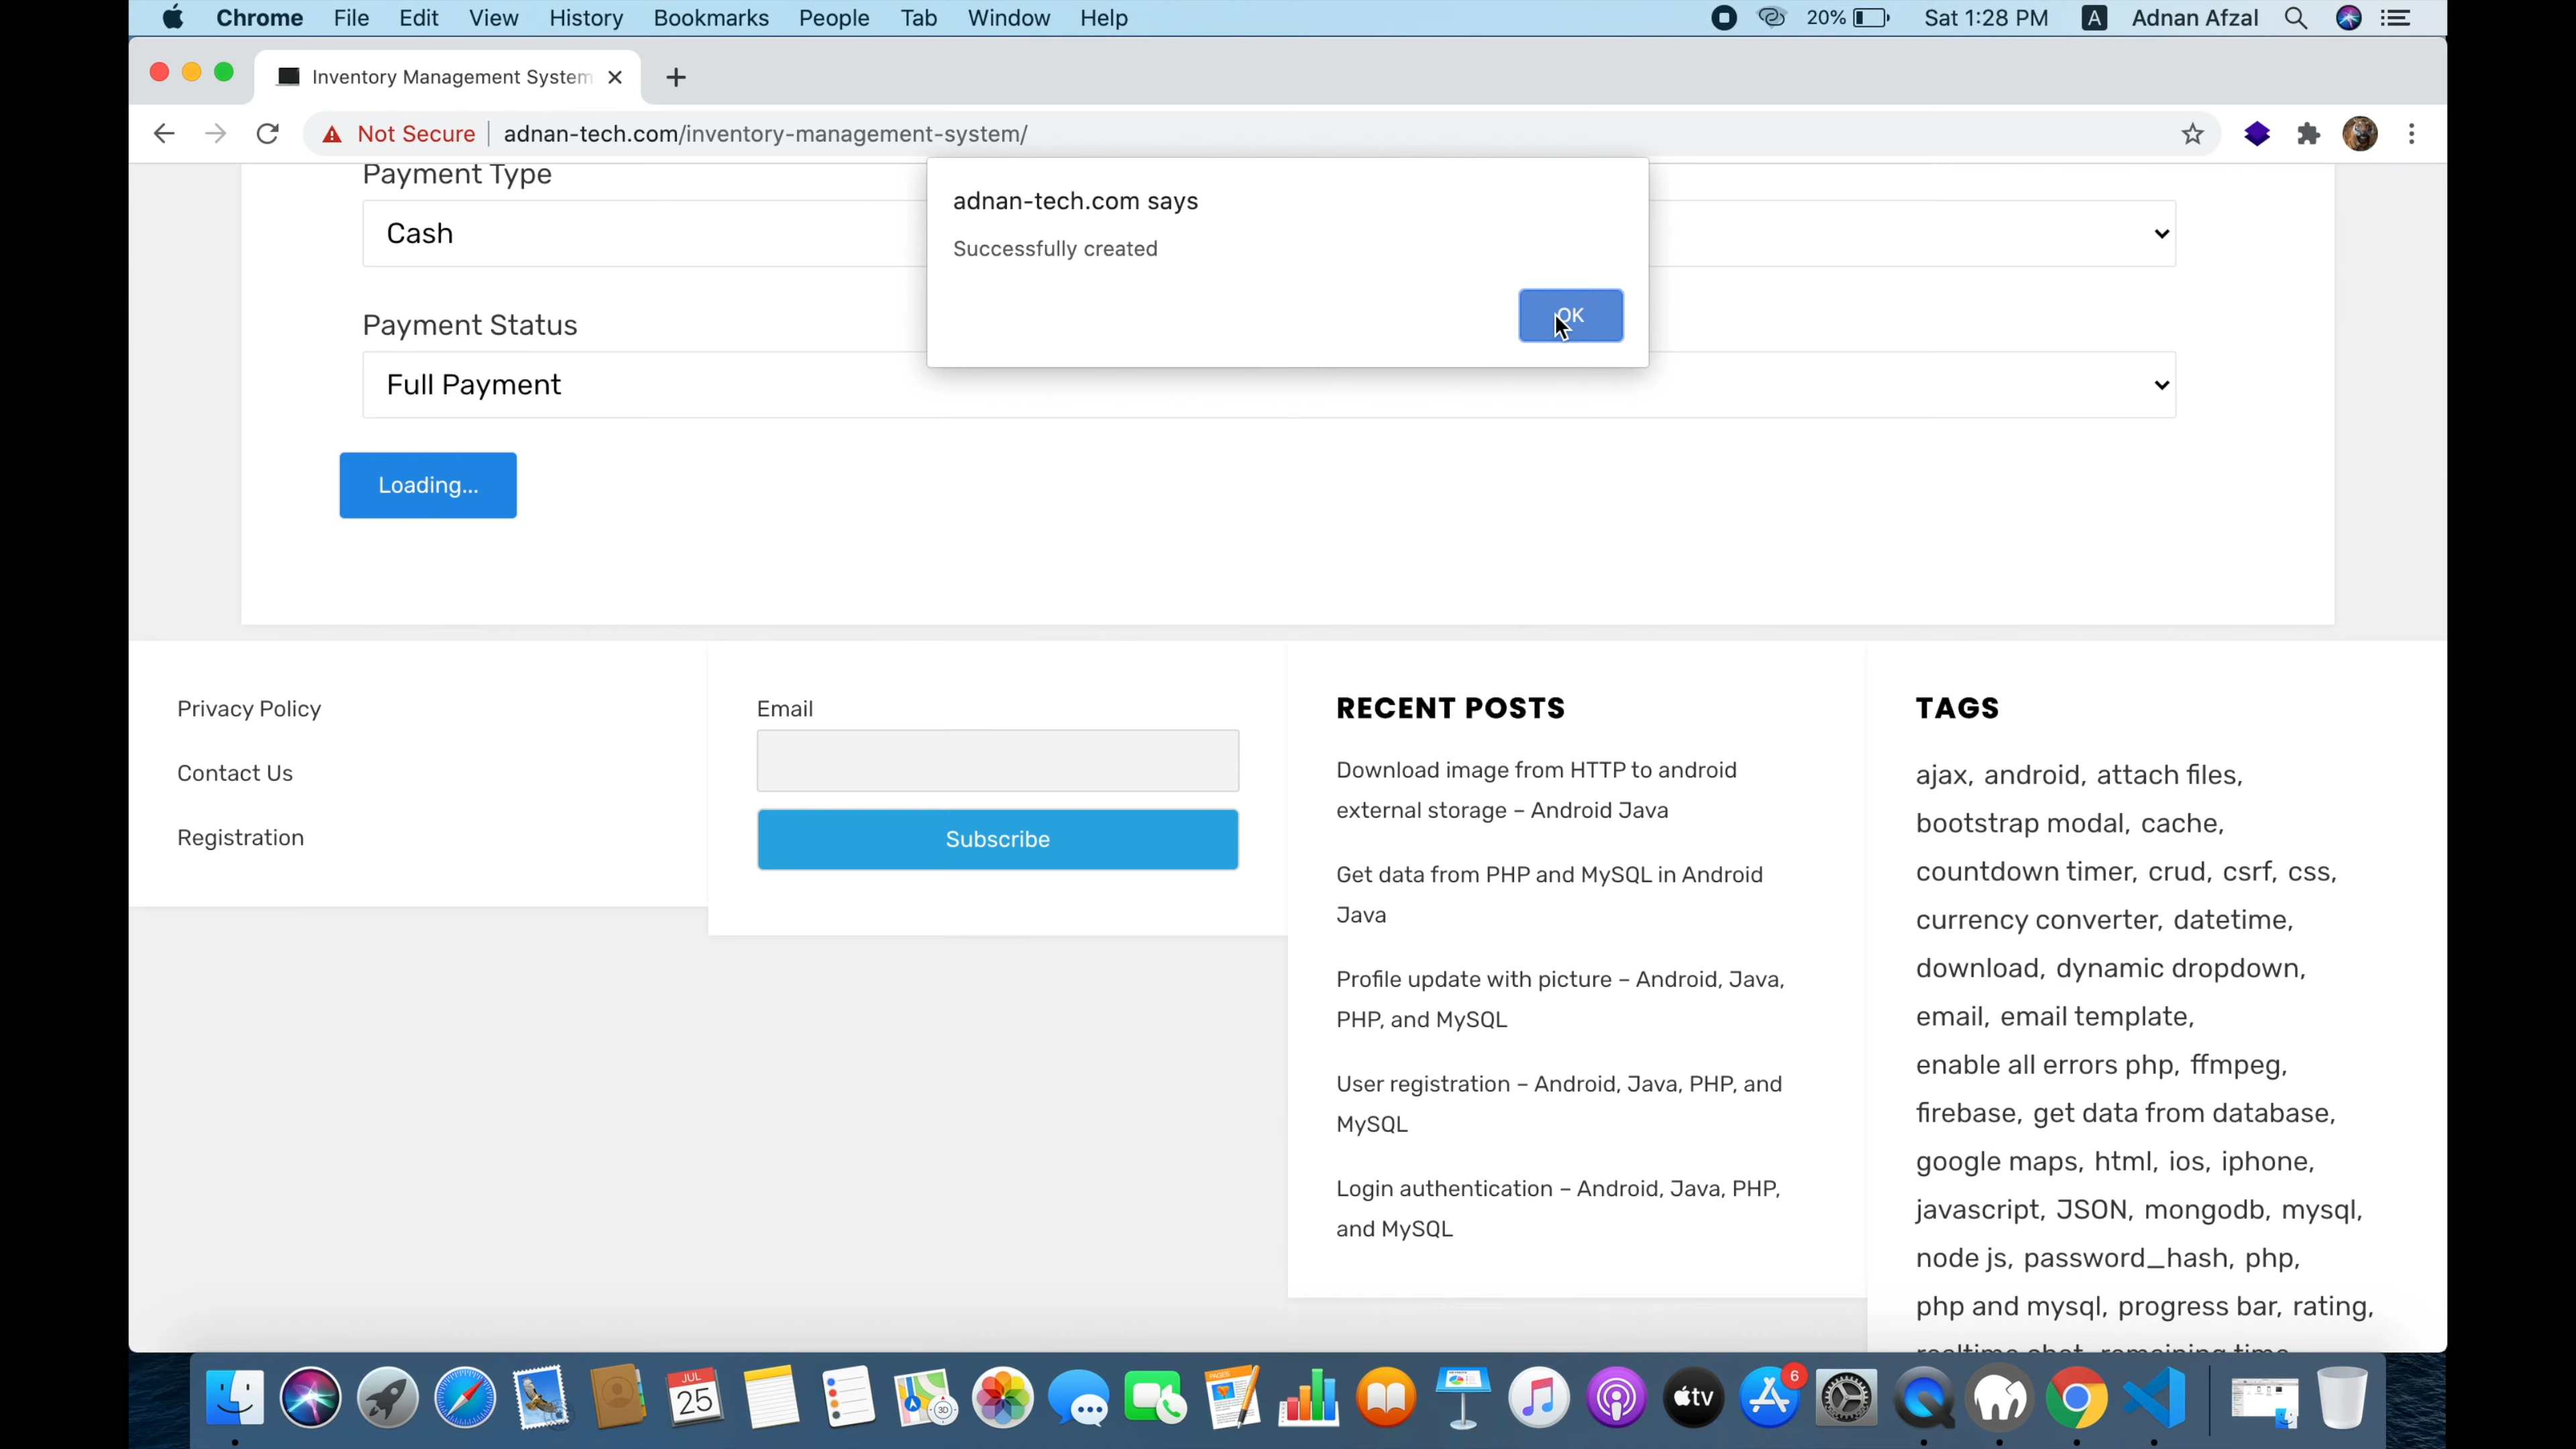 Chrome File Edit View History Bookmarks People Tab Window Help 20% Sat 1:28 PM A Adnan Afzal
Inventory Management System
Not Secure adnan-tech.com/inventory-management-system/
Payment Type
Cash
adnan-tech.com says
Successfully created
OK
Payment Status
Full Payment
Loading...
Privacy Policy
Contact Us
Registration
Email
Subscribe
RECENT POSTS
Download image from HTTP to android
external storage – Android Java
Get data from PHP and MySQL in Android
Java
Profile update with picture – Android, Java,
PHP, and MySQL
User registration – Android, Java, PHP, and
MySQL
Login authentication – Android, Java, PHP,
and MySQL
TAGS
ajax, android, attach files,
bootstrap modal, cache,
countdown timer, crud, csrf, css,
currency converter, datetime,
download, dynamic dropdown,
email, email template,
enable all errors php, ffmpeg,
firebase, get data from database,
google maps, html, ios, iphone,
javascript, JSON, mongodb, mysql,
node js, password_hash, php,
php and mysql, progress bar, rating,
realtime chat, remaining time,
JUL
25
3D
PAGES
tv
6